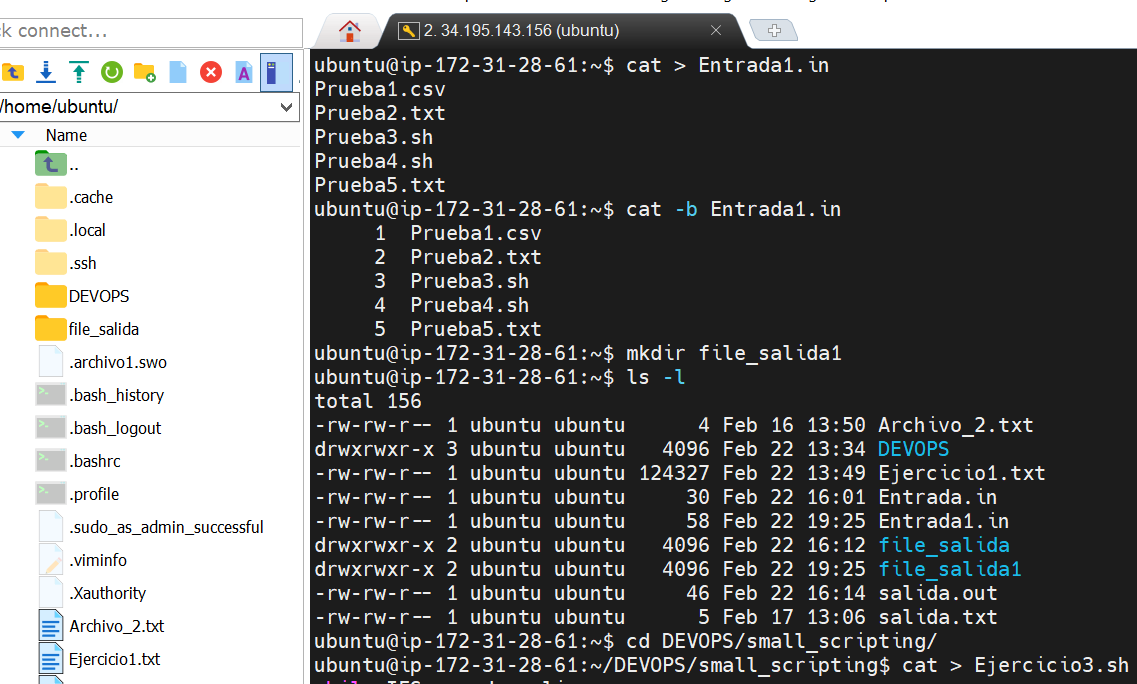 k connect...
2. 34.195.143.156 (ubuntu)
/home/ubuntu/
Name
..
.cache
.local
.ssh
DEVOPS
file_salida
.archivo1.swo
.bash_history
.bash_logout
.bashrc
.profile
.sudo_as_admin_successful
.viminfo
.Xauthority
Archivo_2.txt
Ejercicio1.txt
ubuntu@ip-172-31-28-61:~$ cat > Entrada1.in
Prueba1.csv
Prueba2.txt
Prueba3.sh
Prueba4.sh
Prueba5.txt
ubuntu@ip-172-31-28-61:~$ cat -b Entrada1.in
1 Prueba1.csv
2 Prueba2.txt
3 Prueba3.sh
4 Prueba4.sh
5 Prueba5.txt
ubuntu@ip-172-31-28-61:~$ mkdir file_salida1
ubuntu@ip-172-31-28-61:~$ ls -l
total 156
-rw-rw-r-- 1 ubuntu ubuntu 4 Feb 16 13:50 Archivo_2.txt
drwxrwxr-x 3 ubuntu ubuntu 4096 Feb 22 13:34 DEVOPS
-rw-rw-r-- 1 ubuntu ubuntu 124327 Feb 22 13:49 Ejercicio1.txt
-rw-rw-r-- 1 ubuntu ubuntu 30 Feb 22 16:01 Entrada.in
-rw-rw-r-- 1 ubuntu ubuntu 58 Feb 22 19:25 Entrada1.in
drwxrwxr-x 2 ubuntu ubuntu 4096 Feb 22 16:12 file_salida
drwxrwxr-x 2 ubuntu ubuntu 4096 Feb 22 19:25 file_salida1
-rw-rw-r-- 1 ubuntu ubuntu 46 Feb 22 16:14 salida.out
-rw-rw-r-- 1 ubuntu ubuntu 5 Feb 17 13:06 salida.txt
ubuntu@ip-172-31-28-61:~$ cd DEVOPS/small_scripting/
ubuntu@ip-172-31-28-61:~/DEVOPS/small_scripting$ cat > Ejercicio3.sh